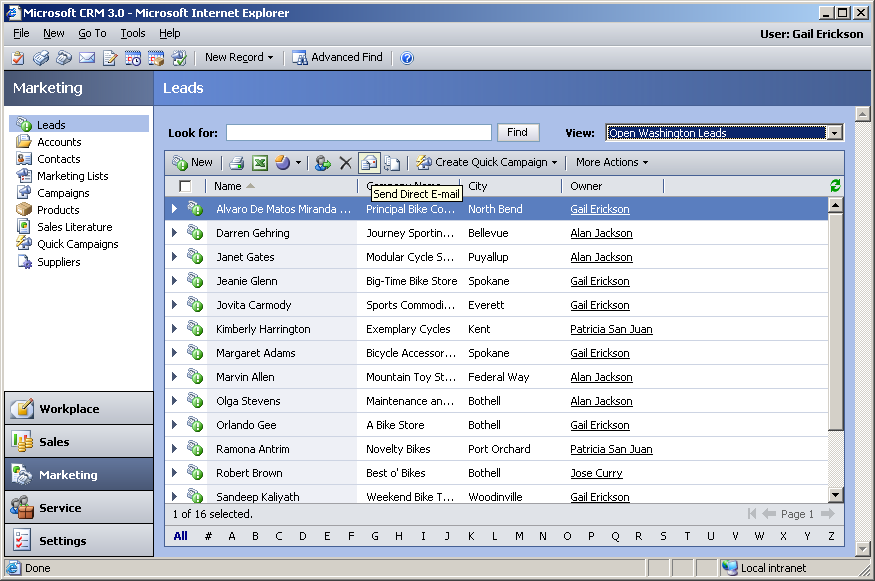 Microsoft CRM 3.0 - Microsoft Internet Explorer
File New Go To Tools Help User: Gail Erickson
New Record Advanced Find
Marketing
Leads
Accounts
Contacts
Marketing Lists
Campaigns
Products
Sales Literature
Quick Campaigns
Suppliers
Workplace
Sales
Marketing
Service
Settings
Leads
Look for: Find View: Open Washington Leads
New Create Quick Campaign More Actions
Name Company Name City Owner
Send Direct E-mail
Alvaro De Matos Miranda ... Principal Bike Co... North Bend Gail Erickson
Darren Gehring Journey Sportin... Bellevue Alan Jackson
Janet Gates Modular Cycle S... Puyallup Alan Jackson
Jeanie Glenn Big-Time Bike Store Spokane Gail Erickson
Jovita Carmody Sports Commodi... Everett Gail Erickson
Kimberly Harrington Exemplary Cycles Kent Patricia San Juan
Margaret Adams Bicycle Accessor... Spokane Gail Erickson
Marvin Allen Mountain Toy St... Federal Way Alan Jackson
Olga Stevens Maintenance an... Bothell Alan Jackson
Orlando Gee A Bike Store Bothell Gail Erickson
Ramona Antrim Novelty Bikes Port Orchard Patricia San Juan
Robert Brown Best o' Bikes Bothell Jose Curry
Sandeep Kaliyath Weekend Bike T... Woodinville Gail Erickson
1 of 16 selected. Page 1
All # A B C D E F G H I J K L M N O P Q R S T U V W X Y Z
Done Local intranet